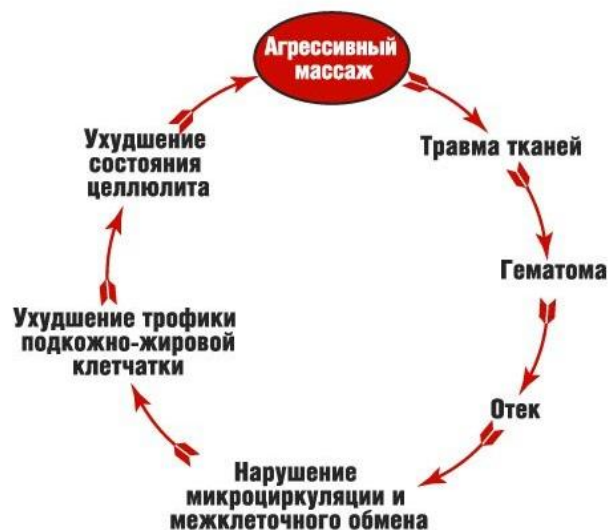 Агрессивный
массаж
Травма тканей
Гематома
Отек
Нарушение
микроциркуляции и
межклеточного обмена
Ухудшение трофики
подкожно-жировой
клетчатки
Ухудшение
состояния
целлюлита